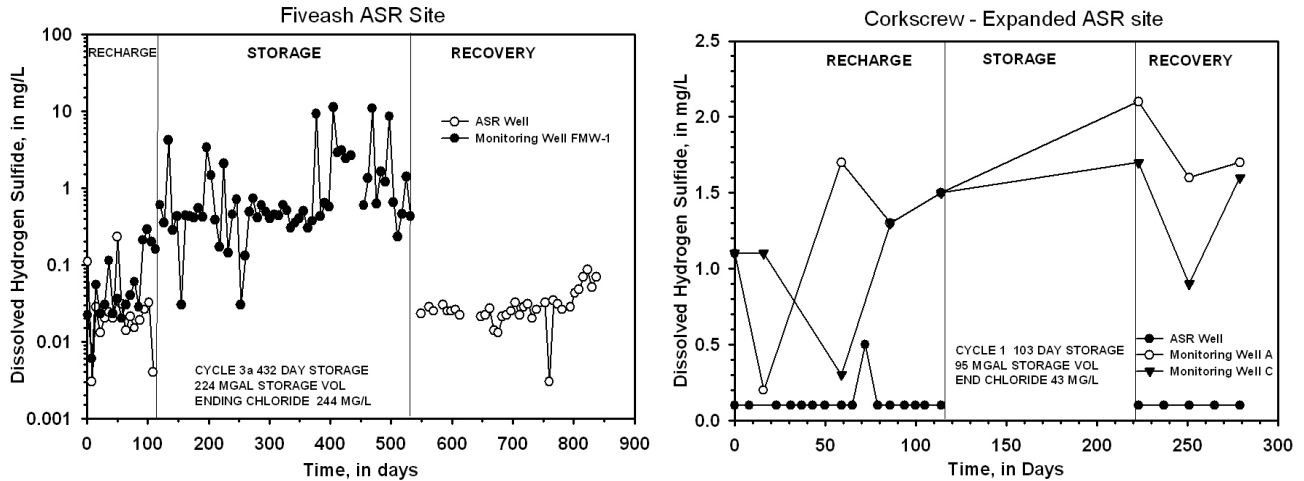 Fiveash ASR Site
Dissolved Hydrogen Sulfide, in mg/L
100
10
1
0.1
0.01
0.001
RECHARGE
STORAGE
RECOVERY
ASR Well
Monitoring Well FMW-1
CYCLE 3a 432 DAY STORAGE
224 MGAL STORAGE VOL
ENDING CHLORIDE 244 MG/L
0 100 200 300 400 500 600 700 800 900
Time, in days
Corkscrew - Expanded ASR site
Dissolved Hydrogen Sulfide, in mg/L
2.5
2.0
1.5
1.0
0.5
0.0
RECHARGE
STORAGE
RECOVERY
CYCLE 1 103 DAY STORAGE
95 MGAL STORAGE VOL
END CHLORIDE 43 MG/L
ASR Well
Monitoring Well A
Monitoring Well C
0 50 100 150 200 250 300
Time, in Days